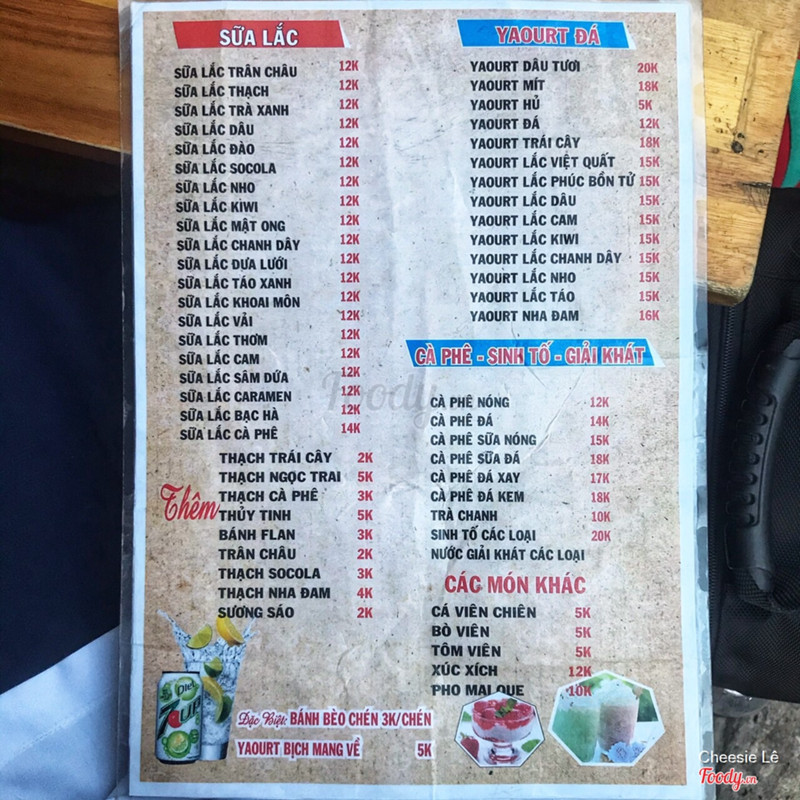 SỮA LẮC
SỮA LẮC TRÂN CHÂU 12K
SỮA LẮC THẠCH 12K
SỮA LẮC TRÀ XANH 12K
SỮA LẮC DÂU 12K
SỮA LẮC ĐÀO 12K
SỮA LẮC SOCOLA 12K
SỮA LẮC NHO 12K
SỮA LẮC KIWI 12K
SỮA LẮC MẬT ONG 12K
SỮA LẮC CHANH DÂY 12K
SỮA LẮC DƯA LƯỚI 12K
SỮA LẮC TÁO XANH 12K
SỮA LẮC KHOAI MÔN 12K
SỮA LẮC VẢI 12K
SỮA LẮC THƠM 12K
SỮA LẮC CAM 12K
SỮA LẮC SÂM DỨA 12K
SỮA LẮC CARAMEN 12K
SỮA LẮC BẠC HÀ 12K
SỮA LẮC CÀ PHÊ 14K
Thêm
THẠCH TRÁI CÂY 2K
THẠCH NGỌC TRAI 5K
THẠCH CÀ PHÊ 3K
THỦY TINH 5K
BÁNH FLAN 3K
TRÂN CHÂU 2K
THẠCH SOCOLA 3K
THẠCH NHA ĐAM 4K
SƯƠNG SÁO 2K
Diet
7up
Đặc Biệt: BÁNH BÈO CHÉN 3K/CHÉN
YAOURT BỊCH MANG VỀ 5K
YAOURT ĐÁ
YAOURT DÂU TƯƠI 20K
YAOURT MÍT 18K
YAOURT HỦ 5K
YAOURT ĐÁ 12K
YAOURT TRÁI CÂY 18K
YAOURT LẮC VIỆT QUẤT 15K
YAOURT LẮC PHÚC BỒN TỬ 15K
YAOURT LẮC DÂU 15K
YAOURT LẮC CAM 15K
YAOURT LẮC KIWI 15K
YAOURT LẮC CHANH DÂY 15K
YAOURT LẮC NHO 15K
YAOURT LẮC TÁO 15K
YAOURT NHA ĐAM 16K
CÀ PHÊ - SINH TỐ - GIẢI KHÁT
CÀ PHÊ NÓNG 12K
CÀ PHÊ ĐÁ 14K
CÀ PHÊ SỮA NÓNG 15K
CÀ PHÊ SỮA ĐÁ 18K
CÀ PHÊ ĐÁ XAY 17K
CÀ PHÊ ĐÁ KEM 18K
TRÀ CHANH 10K
SINH TỐ CÁC LOẠI 20K
NƯỚC GIẢI KHÁT CÁC LOẠI
CÁC MÓN KHÁC
CÁ VIÊN CHIÊN 5K
BÒ VIÊN 5K
TÔM VIÊN 5K
XÚC XÍCH 12K
PHO MAI QUE 10K
Foody
Cheesie Lê
Foody.vn